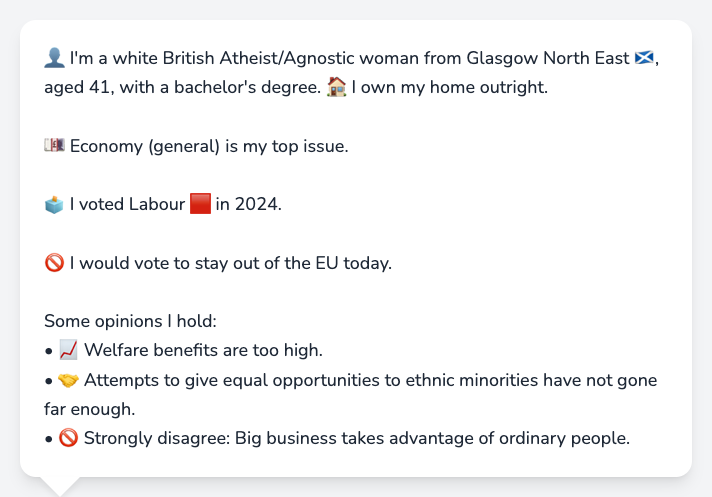 👤 I'm a white British Atheist/Agnostic woman from Glasgow North East 🏴󠁧󠁢󠁳󠁣󠁴󠁿,
aged 41, with a bachelor's degree. 🏠 I own my home outright.
💷 Economy (general) is my top issue.
🗳️ I voted Labour 🟥 in 2024.
🚫 I would vote to stay out of the EU today.
Some opinions I hold:
• 📈 Welfare benefits are too high.
• 🤝 Attempts to give equal opportunities to ethnic minorities have not gone
far enough.
• 🚫 Strongly disagree: Big business takes advantage of ordinary people.